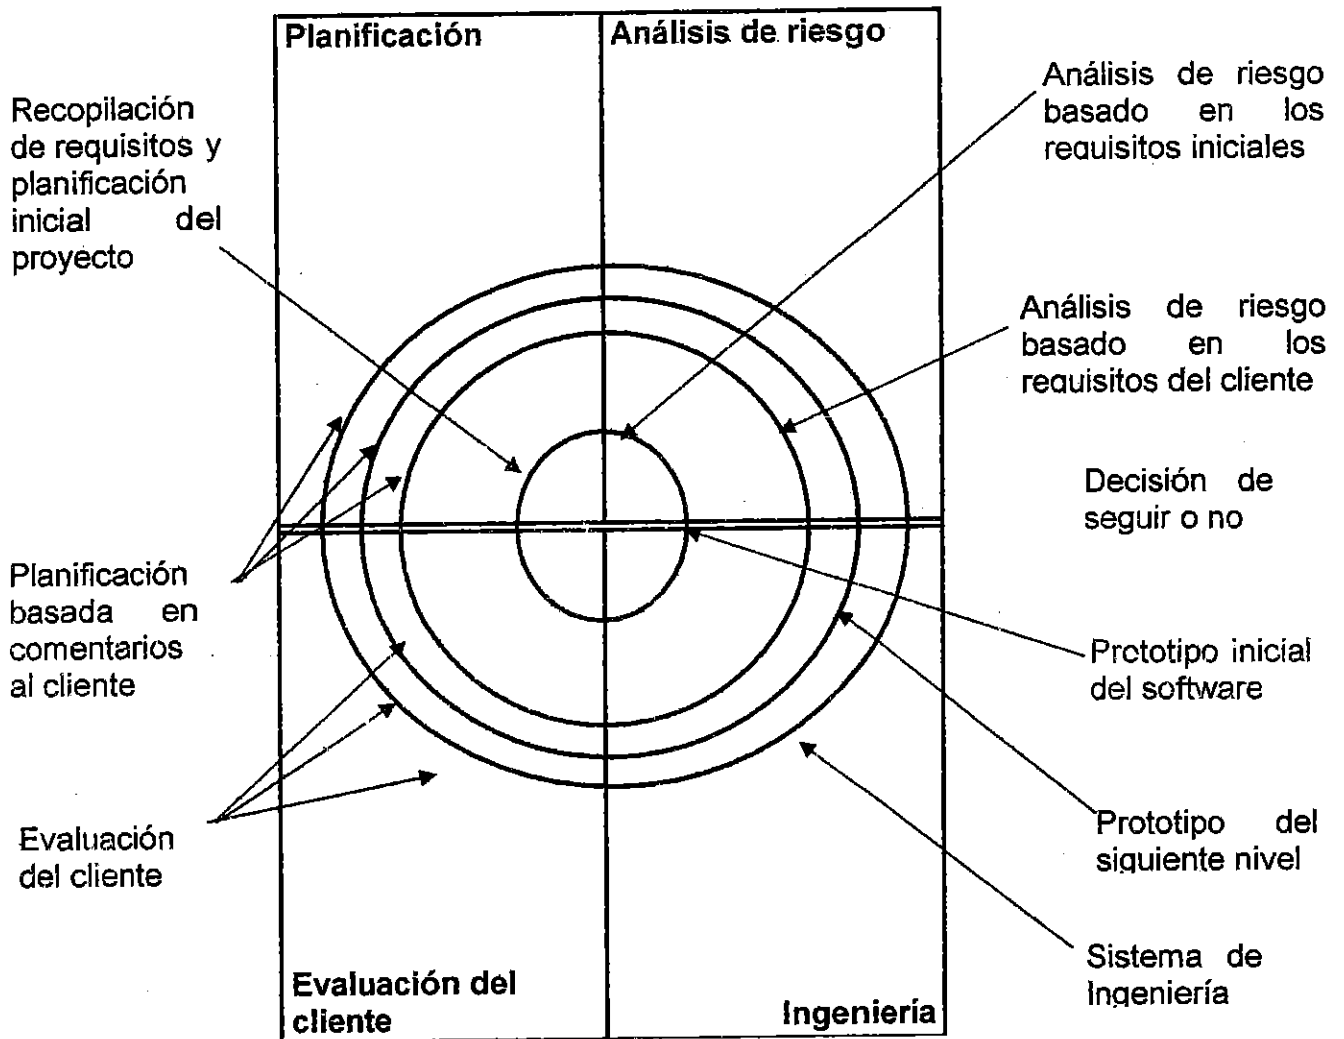 Planificación
Análisis de riesgo
Recopilación
de requisitos y
planificación
inicial del
proyecto
Análisis de riesgo
basado en los
requisitos iniciales
Análisis de riesgo
basado en los
requisitos del cliente
Decisión de
seguir o no
Planificación
basada en
comentarios
al cliente
Prototipo inicial
del software
Evaluación
del cliente
Prototipo del
siguiente nivel
Sistema de
Ingeniería
Evaluación del
cliente
Ingeniería